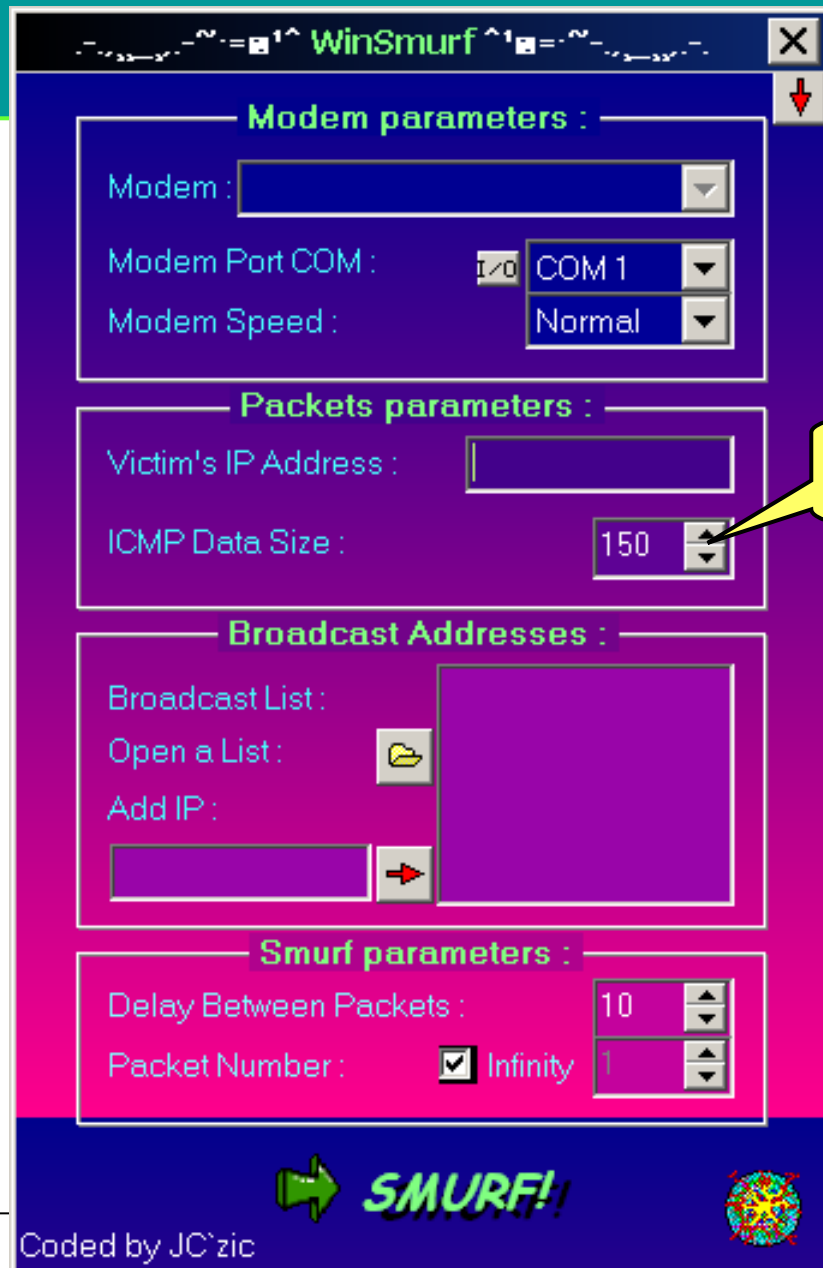 .-.,¸¸_¸,.-~·=◘¹^ WinSmurf ^¹◘=·~-.,¸_¸¸,.-.
Modem parameters :
Modem :
Modem Port COM : I/O COM 1
Modem Speed : Normal
Packets parameters :
Victim's IP Address :
ICMP Data Size : 150
Broadcast Addresses :
Broadcast List :
Open a List :
Add IP :
Smurf parameters :
Delay Between Packets : 10
Packet Number : Infinity 1
SMURF!
Coded by JC`zic